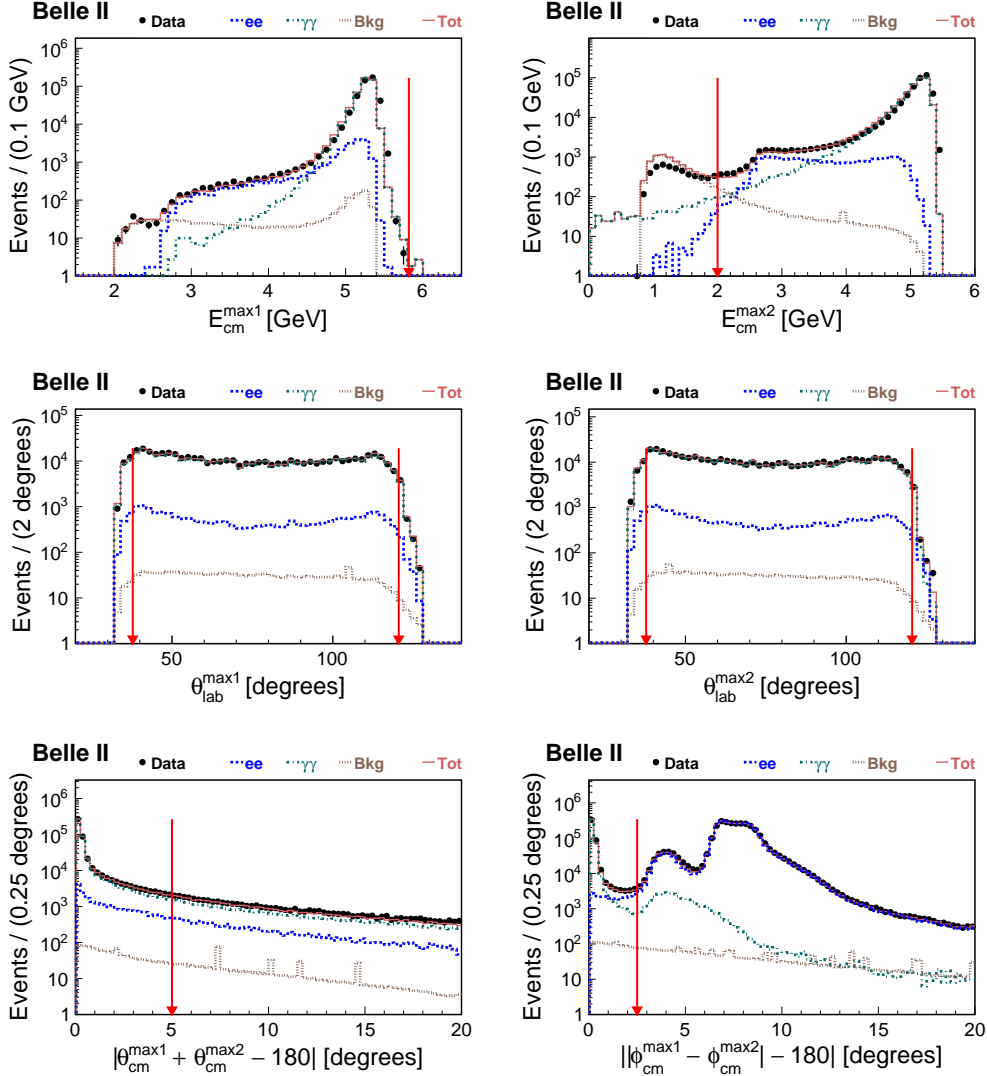 Belle II
Data ee γγ Bkg Tot
Events / (0.1 GeV)
10⁶
10⁵
10⁴
10³
10²
10
1
2 3 4 5 6
E_cm^max1 [GeV]
Belle II
Data ee γγ Bkg Tot
Events / (0.1 GeV)
10⁶
10⁵
10⁴
10³
10²
10
1
0 1 2 3 4 5 6
E_cm^max2 [GeV]
Belle II
Data ee γγ Bkg Tot
Events / (2 degrees)
10⁵
10⁴
10³
10²
10
1
50 100
θ_lab^max1 [degrees]
Belle II
Data ee γγ Bkg Tot
Events / (2 degrees)
10⁵
10⁴
10³
10²
10
1
50 100
θ_lab^max2 [degrees]
Belle II
Data ee γγ Bkg Tot
Events / (0.25 degrees)
10⁶
10⁵
10⁴
10³
10²
10
1
0 5 10 15 20
|θ_cm^max1 + θ_cm^max2 − 180| [degrees]
Belle II
Data ee γγ Bkg Tot
Events / (0.25 degrees)
10⁶
10⁵
10⁴
10³
10²
10
1
0 5 10 15 20
||ϕ_cm^max1 − ϕ_cm^max2| − 180| [degrees]